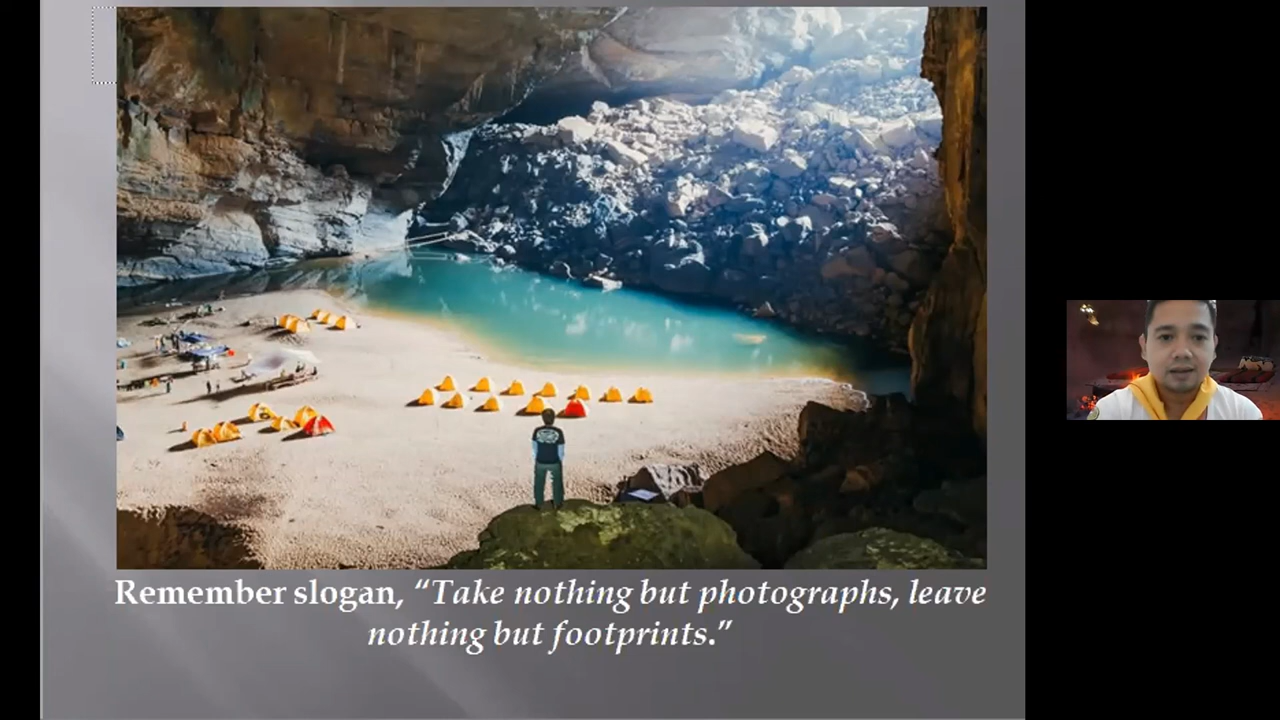 Remember slogan, “Take nothing but photographs, leave
nothing but footprints.”